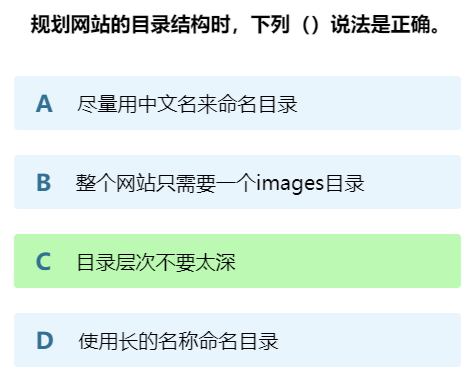 规划网站的目录结构时，下列（）说法是正确。
A 尽量用中文名来命名目录
B 整个网站只需要一个images目录
C 目录层次不要太深
D 使用长的名称命名目录